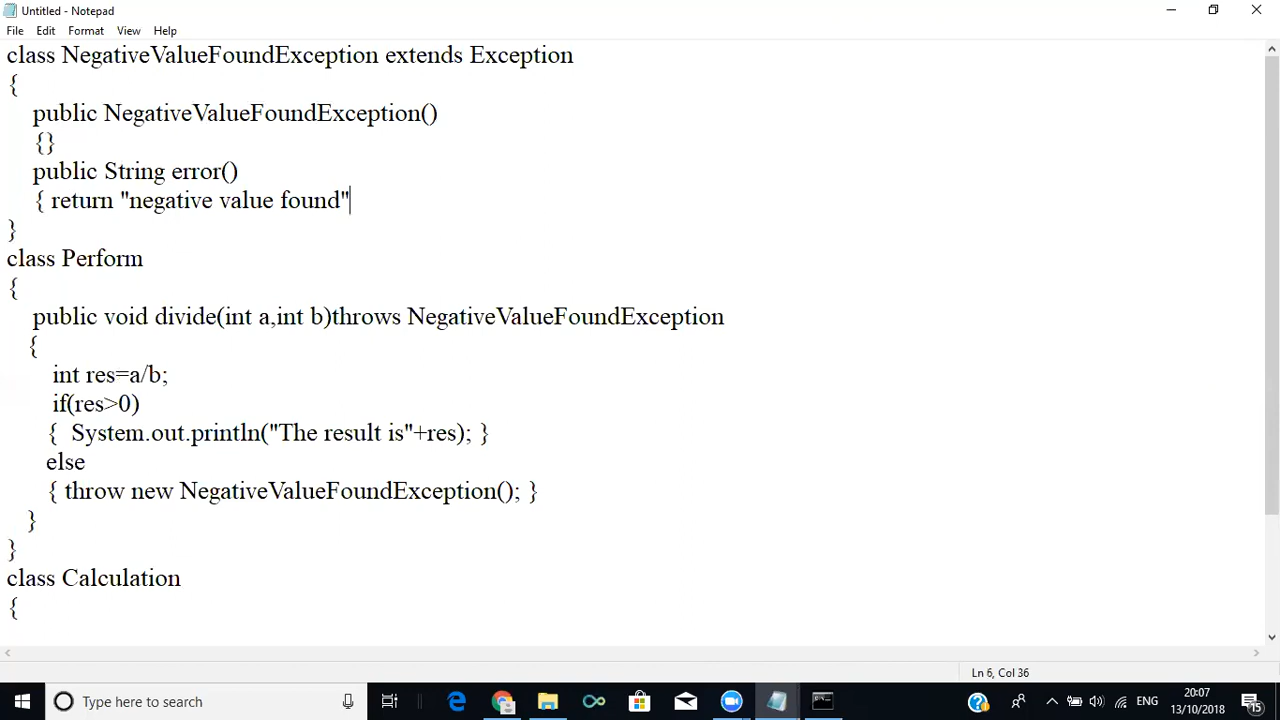 Untitled - Notepad
File Edit Format View Help
class NegativeValueFoundException extends Exception
{
public NegativeValueFoundException()
{}
public String error()
{ return "negative value found"
}
class Perform
{
public void divide(int a,int b)throws NegativeValueFoundException
{
int res=a/b;
if(res>0)
{ System.out.println("The result is"+res); }
else
{ throw new NegativeValueFoundException(); }
}
}
class Calculation
{
Ln 6, Col 36
Type here to search
ENG
20:07
13/10/2018
15